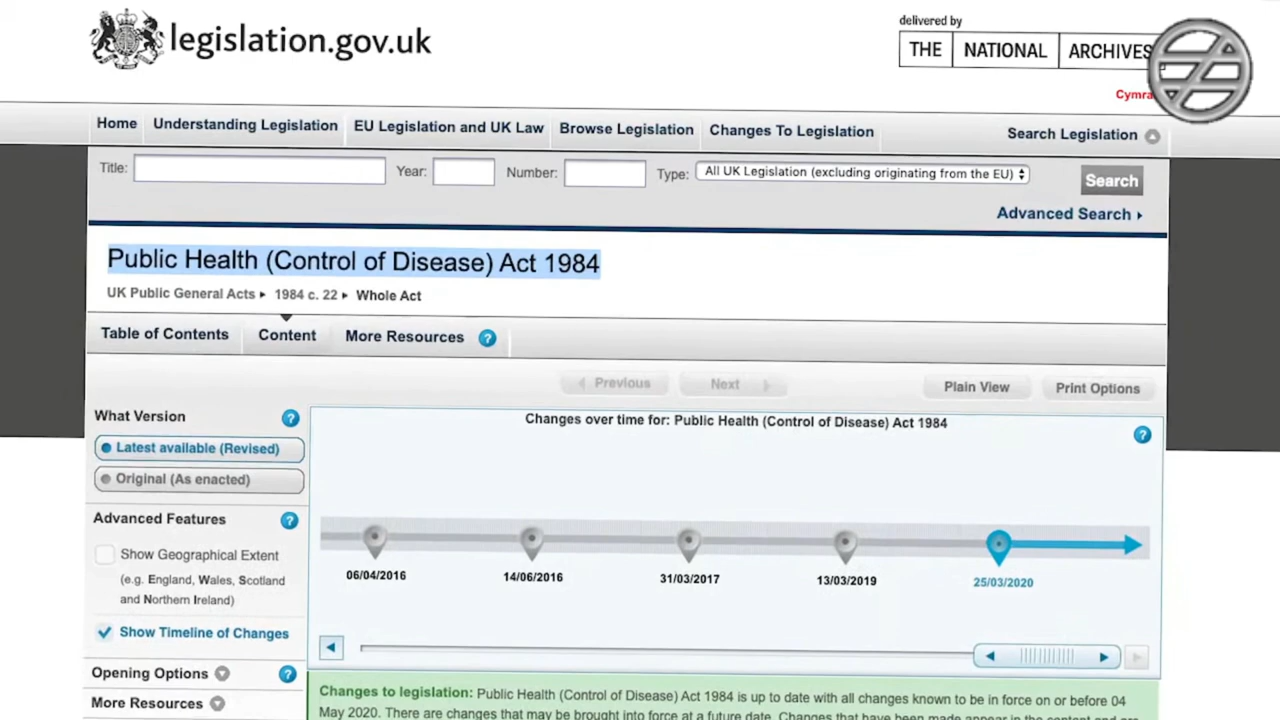 legislation.gov.uk
delivered by
THE NATIONAL ARCHIVES
Home Understanding Legislation EU Legislation and UK Law Browse Legislation Changes To Legislation Search Legislation
Title: Year: Number: Type: All UK Legislation (excluding originating from the EU) Search
Advanced Search
Public Health (Control of Disease) Act 1984
UK Public General Acts 1984 c. 22 Whole Act
Table of Contents Content More Resources ?
Previous Next Plain View Print Options
What Version ?
Latest available (Revised)
Original (As enacted)
Advanced Features ?
Show Geographical Extent
(e.g. England, Wales, Scotland
and Northern Ireland)
Show Timeline of Changes
Opening Options ?
More Resources
Changes over time for: Public Health (Control of Disease) Act 1984
?
06/04/2016 14/06/2016 31/03/2017 13/03/2019 25/03/2020
Changes to legislation: Public Health (Control of Disease) Act 1984 is up to date with all changes known to be in force on or before 04
May 2020. There are changes that may be brought into force at a future date. Changes that have been made appear in the content and are